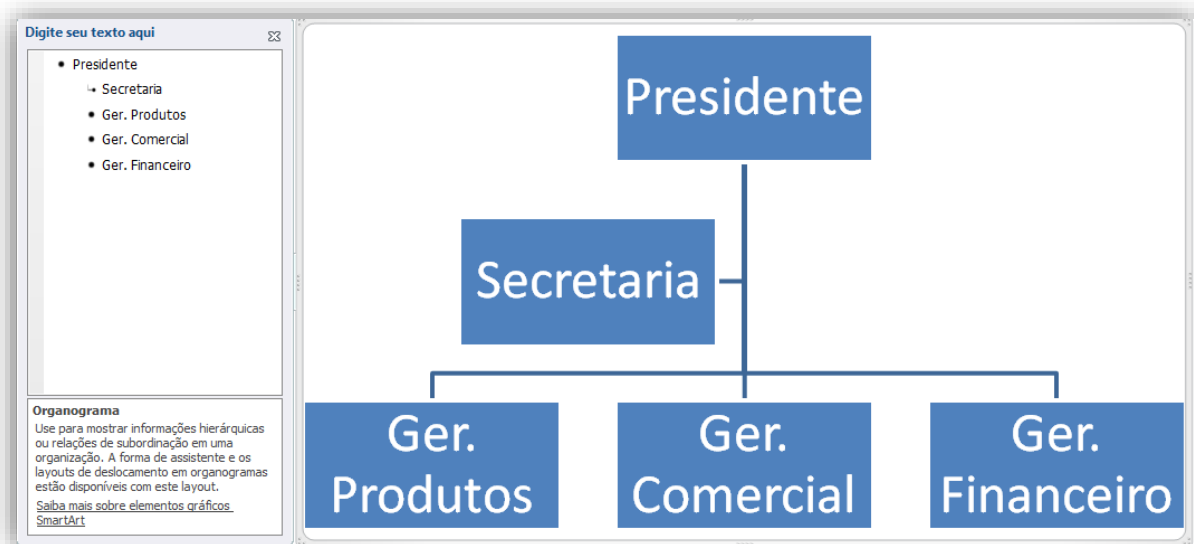 Digite seu texto aqui
Presidente
Secretaria
Ger. Produtos
Ger. Comercial
Ger. Financeiro
Organograma
Use para mostrar informações hierárquicas
ou relações de subordinação em uma
organização. A forma de assistente e os
layouts de deslocamento em organogramas
estão disponíveis com este layout.
Saiba mais sobre elementos gráficos
SmartArt
Presidente
Secretaria
Ger.
Produtos
Ger.
Comercial
Ger.
Financeiro